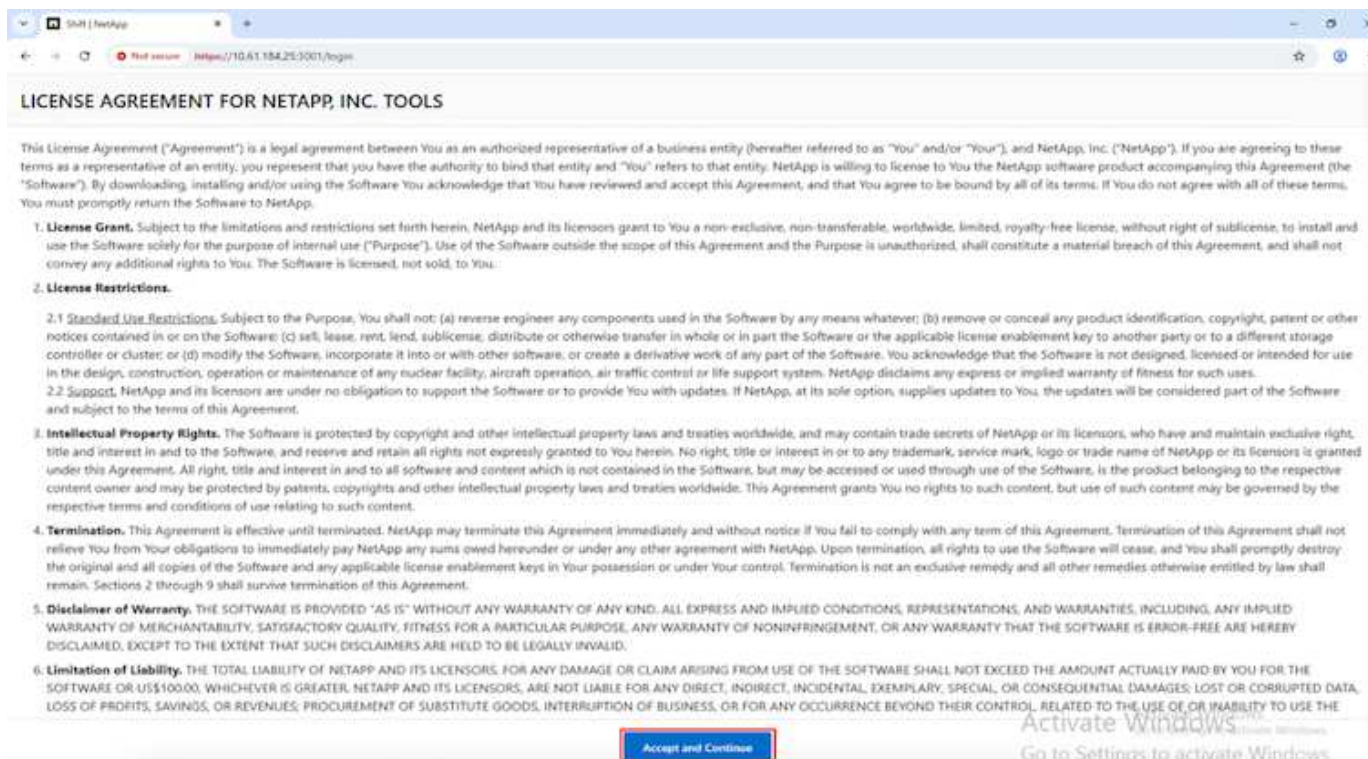 Shift | NetApp
Not secure https://10.61.184.25:3001/login
LICENSE AGREEMENT FOR NETAPP, INC. TOOLS
This License Agreement ("Agreement") is a legal agreement between You as an authorized representative of a business entity (hereafter referred to as "You" and/or "Your"), and NetApp, Inc. ("NetApp"). If you are agreeing to these
terms as a representative of an entity, you represent that you have the authority to bind that entity and "You" refers to that entity. NetApp is willing to license to You the NetApp software product accompanying this Agreement (the
"Software"). By downloading, installing and/or using the Software You acknowledge that You have reviewed and accept this Agreement, and that You agree to be bound by all of its terms. If You do not agree with all of these terms,
You must promptly return the Software to NetApp.
1. License Grant. Subject to the limitations and restrictions set forth herein, NetApp and its licensors grant to You a non-exclusive, non-transferable, worldwide, limited, royalty-free license, without right of sublicense, to install and
use the Software solely for the purpose of internal use ("Purpose"). Use of the Software outside the scope of this Agreement and the Purpose is unauthorized, shall constitute a material breach of this Agreement, and shall not
convey any additional rights to You. The Software is licensed, not sold, to You.
2. License Restrictions.
2.1 Standard Use Restrictions. Subject to the Purpose, You shall not: (a) reverse engineer any components used in the Software by any means whatever; (b) remove or conceal any product identification, copyright, patent or other
notices contained in or on the Software; (c) sell, lease, rent, lend, sublicense, distribute or otherwise transfer in whole or in part the Software or the applicable license enablement key to another party or to a different storage
controller or cluster; or (d) modify the Software, incorporate it into or with other software, or create a derivative work of any part of the Software. You acknowledge that the Software is not designed, licensed or intended for use
in the design, construction, operation or maintenance of any nuclear facility, aircraft operation, air traffic control or life support system. NetApp disclaims any express or implied warranty of fitness for such uses.
2.2 Support. NetApp and its licensors are under no obligation to support the Software or to provide You with updates. If NetApp, at its sole option, supplies updates to You, the updates will be considered part of the Software
and subject to the terms of this Agreement.
3. Intellectual Property Rights. The Software is protected by copyright and other intellectual property laws and treaties worldwide, and may contain trade secrets of NetApp or its licensors, who have and maintain exclusive right,
title and interest in and to the Software, and reserve and retain all rights not expressly granted to You herein. No right, title or interest in or to any trademark, service mark, logo or trade name of NetApp or its licensors is granted
under this Agreement. All right, title and interest in and to all software and content which is not contained in the Software, but may be accessed or used through use of the Software, is the product belonging to the respective
content owner and may be protected by patents, copyrights and other intellectual property laws and treaties worldwide. This Agreement grants You no rights to such content, but use of such content may be governed by the
respective terms and conditions of use relating to such content.
4. Termination. This Agreement is effective until terminated. NetApp may terminate this Agreement immediately and without notice if You fail to comply with any term of this Agreement. Termination of this Agreement shall not
relieve You from Your obligations to immediately pay NetApp any sums owed hereunder or under any other agreement with NetApp. Upon termination, all rights to use the Software will cease, and You shall promptly destroy
the original and all copies of the Software and any applicable license enablement keys in Your possession or under Your control. Termination is not an exclusive remedy and all other remedies otherwise entitled by law shall
remain. Sections 2 through 9 shall survive termination of this Agreement.
5. Disclaimer of Warranty. THE SOFTWARE IS PROVIDED "AS IS" WITHOUT ANY WARRANTY OF ANY KIND. ALL EXPRESS AND IMPLIED CONDITIONS, REPRESENTATIONS, AND WARRANTIES, INCLUDING, ANY IMPLIED
WARRANTY OF MERCHANTABILITY, SATISFACTORY QUALITY, FITNESS FOR A PARTICULAR PURPOSE, ANY WARRANTY OF NONINFRINGEMENT, OR ANY WARRANTY THAT THE SOFTWARE IS ERROR-FREE ARE HEREBY
DISCLAIMED, EXCEPT TO THE EXTENT THAT SUCH DISCLAIMERS ARE HELD TO BE LEGALLY INVALID.
6. Limitation of Liability. THE TOTAL LIABILITY OF NETAPP AND ITS LICENSORS, FOR ANY DAMAGE OR CLAIM ARISING FROM USE OF THE SOFTWARE SHALL NOT EXCEED THE AMOUNT ACTUALLY PAID BY YOU FOR THE
SOFTWARE OR US$100.00, WHICHEVER IS GREATER. NETAPP AND ITS LICENSORS, ARE NOT LIABLE FOR ANY DIRECT, INDIRECT, INCIDENTAL, EXEMPLARY, SPECIAL, OR CONSEQUENTIAL DAMAGES; LOST OR CORRUPTED DATA,
LOSS OF PROFITS, SAVINGS, OR REVENUES; PROCUREMENT OF SUBSTITUTE GOODS, INTERRUPTION OF BUSINESS, OR FOR ANY OCCURRENCE BEYOND THEIR CONTROL, RELATED TO THE USE OF OR INABILITY TO USE THE
Activate Windows
Accept and Continue
Go to Settings to activate Windows.